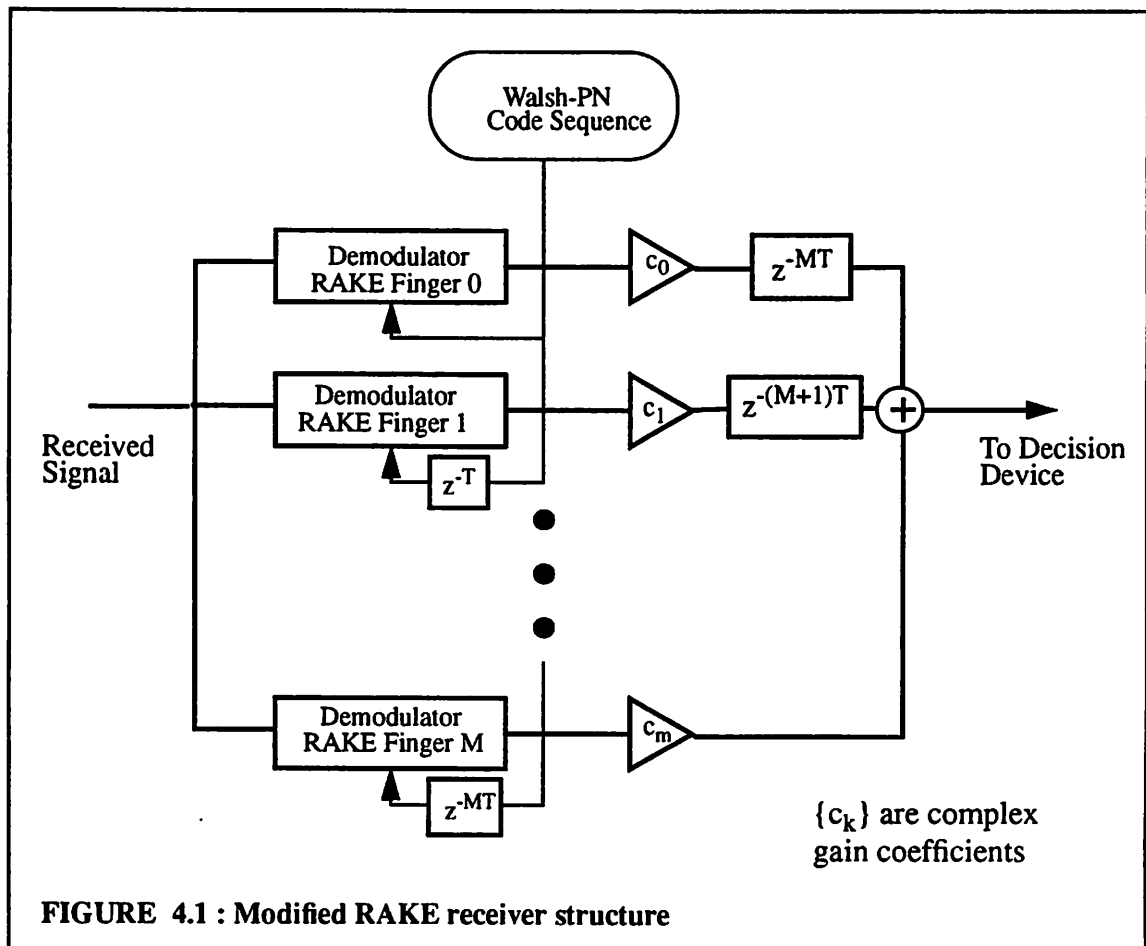 Walsh-PN
Code Sequence
Demodulator
RAKE Finger 0
c0
z-MT
Demodulator
RAKE Finger 1
c1
z-(M+1)T
+
Received
Signal
z-T
To Decision
Device
Demodulator
RAKE Finger M
cm
z-MT
{ck} are complex
gain coefficients
FIGURE 4.1 : Modified RAKE receiver structure